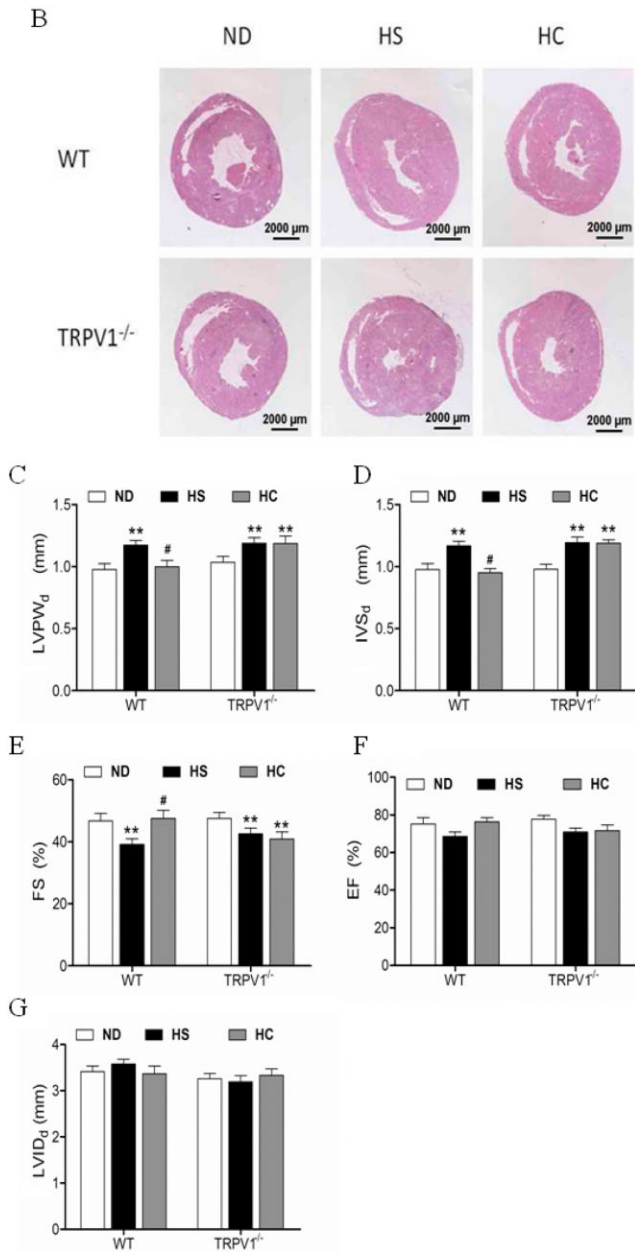 B
ND HS HC
WT
2000 µm 2000 µm 2000 µm
TRPV1-/-
2000 µm 2000 µm 2000 µm
C
ND HS HC
LVPWd (mm)
1.5
1.0
0.5
0.0
** # ** **
WT TRPV1-/-
D
ND HS HC
IVSd (mm)
1.5
1.0
0.5
0.0
** # ** **
WT TRPV1-/-
E
ND HS HC
FS (%)
60
40
20
0
** # ** **
WT TRPV1-/-
F
ND HS HC
EF (%)
100
80
60
40
20
0
WT TRPV1-/-
G
ND HS HC
LVIDd (mm)
4
3
2
1
0
WT TRPV1-/-